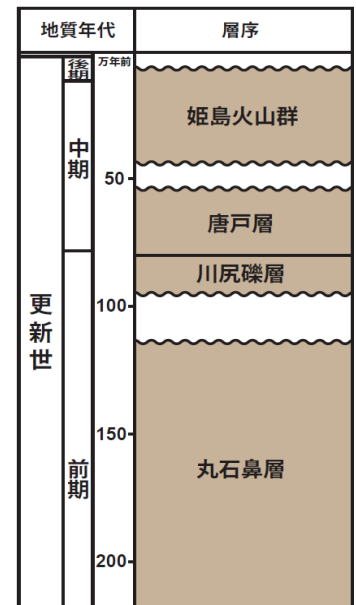 地質年代
層序
後期
万年前
姫島火山群
中期
50
唐戸層
川尻礫層
更新世
100
150
前期
丸石鼻層
200